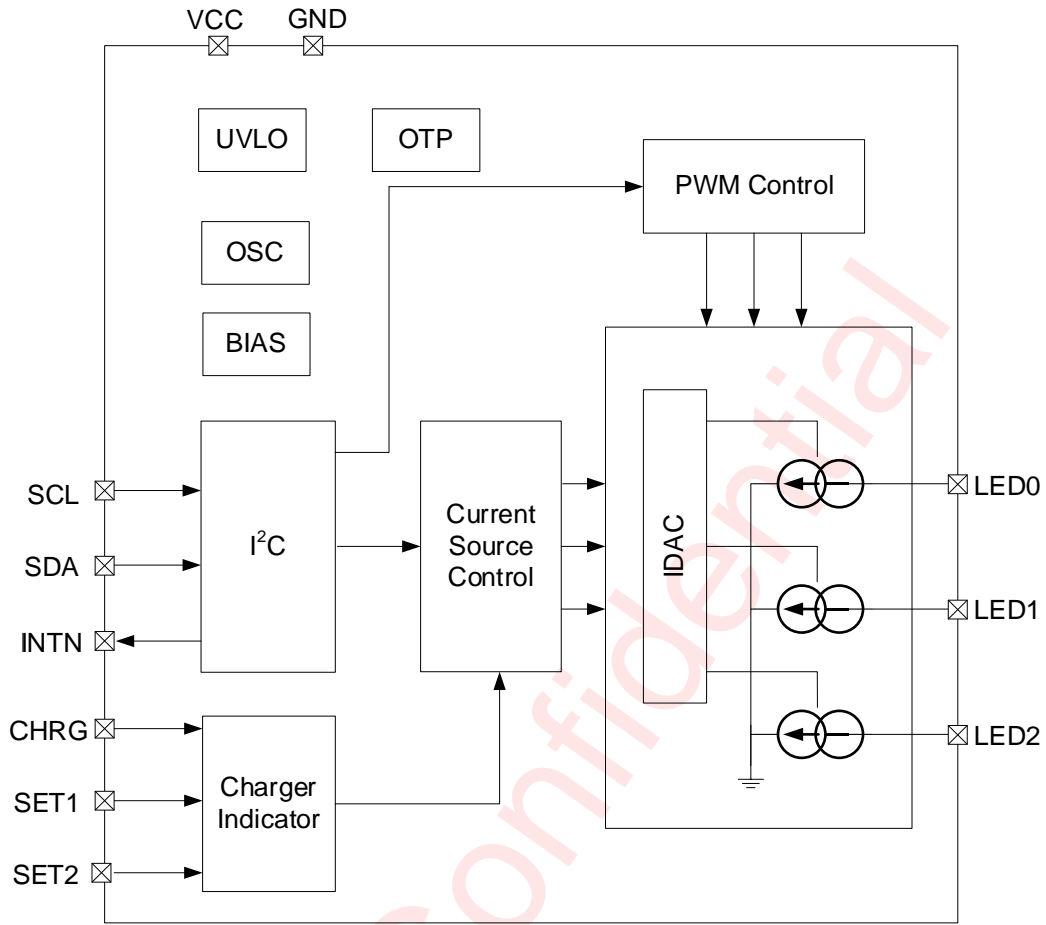 VCC GND
UVLO OTP
PWM Control
OSC
BIAS
SCL
SDA
INTN
I²C
Current
Source
Control
IDAC
LED0
LED1
LED2
CHRG
SET1
SET2
Charger
Indicator
Confidential